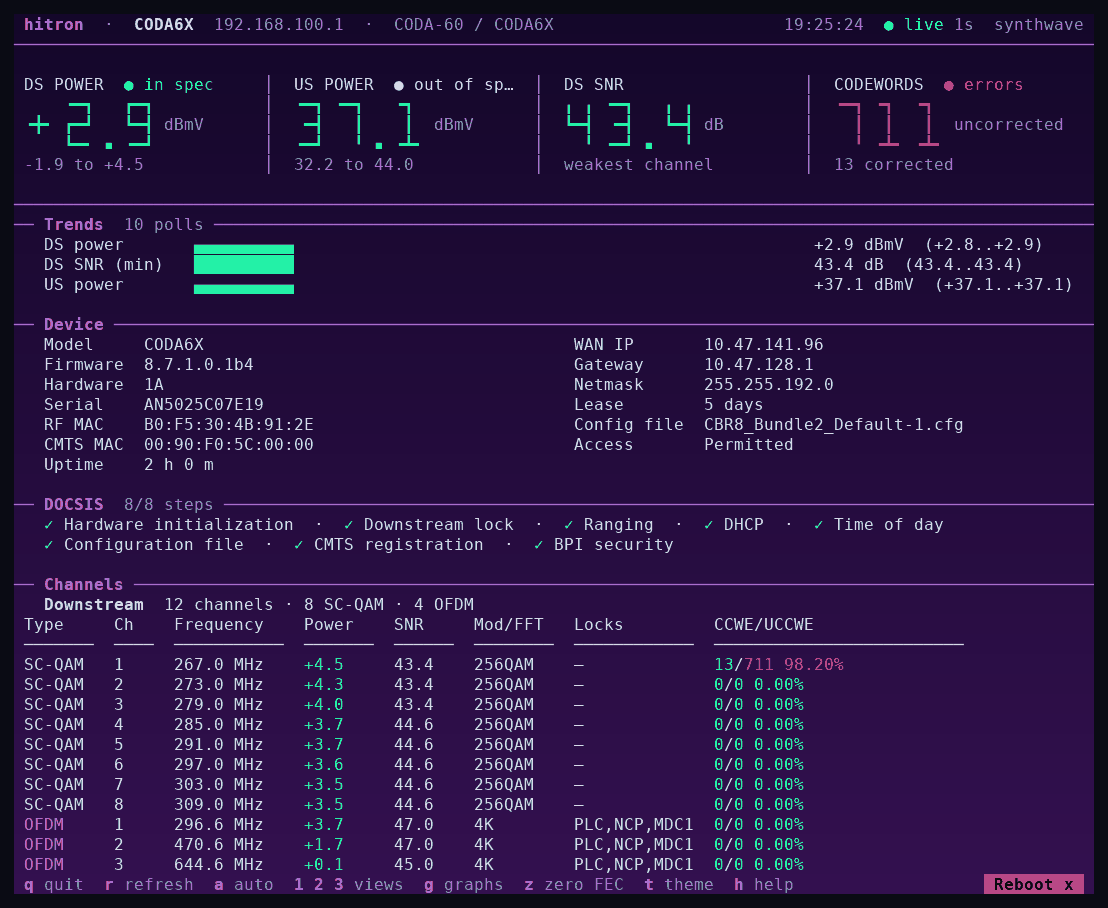 hitron · CODA6X 192.168.100.1 · CODA-60 / CODA6X 19:25:24 ● live 1s synthwave
DS POWER ● in spec │ US POWER ● out of sp… │ DS SNR │ CODEWORDS ● errors
+2.9 dBmV │ 37.1 dBmV │ 43.4 dB │ 711 uncorrected
-1.9 to +4.5 │ 32.2 to 44.0 │ weakest channel │ 13 corrected
Trends 10 polls
DS power +2.9 dBmV (+2.8..+2.9)
DS SNR (min) 43.4 dB (43.4..43.4)
US power +37.1 dBmV (+37.1..+37.1)
Device
Model CODA6X WAN IP 10.47.141.96
Firmware 8.7.1.0.1b4 Gateway 10.47.128.1
Hardware 1A Netmask 255.255.192.0
Serial AN5025C07E19 Lease 5 days
RF MAC B0:F5:30:4B:91:2E Config file CBR8_Bundle2_Default-1.cfg
CMTS MAC 00:90:F0:5C:00:00 Access Permitted
Uptime 2 h 0 m
DOCSIS 8/8 steps
✓ Hardware initialization · ✓ Downstream lock · ✓ Ranging · ✓ DHCP · ✓ Time of day
✓ Configuration file · ✓ CMTS registration · ✓ BPI security
Channels
Downstream 12 channels · 8 SC-QAM · 4 OFDM
Type Ch Frequency Power SNR Mod/FFT Locks CCWE/UCCWE
SC-QAM 1 267.0 MHz +4.5 43.4 256QAM — 13/711 98.20%
SC-QAM 2 273.0 MHz +4.3 43.4 256QAM — 0/0 0.00%
SC-QAM 3 279.0 MHz +4.0 43.4 256QAM — 0/0 0.00%
SC-QAM 4 285.0 MHz +3.7 44.6 256QAM — 0/0 0.00%
SC-QAM 5 291.0 MHz +3.7 44.6 256QAM — 0/0 0.00%
SC-QAM 6 297.0 MHz +3.6 44.6 256QAM — 0/0 0.00%
SC-QAM 7 303.0 MHz +3.5 44.6 256QAM — 0/0 0.00%
SC-QAM 8 309.0 MHz +3.5 44.6 256QAM — 0/0 0.00%
OFDM 1 296.6 MHz +3.7 47.0 4K PLC,NCP,MDC1 0/0 0.00%
OFDM 2 470.6 MHz +1.7 47.0 4K PLC,NCP,MDC1 0/0 0.00%
OFDM 3 644.6 MHz +0.1 45.0 4K PLC,NCP,MDC1 0/0 0.00%
q quit r refresh a auto 1 2 3 views g graphs z zero FEC t theme h help Reboot x